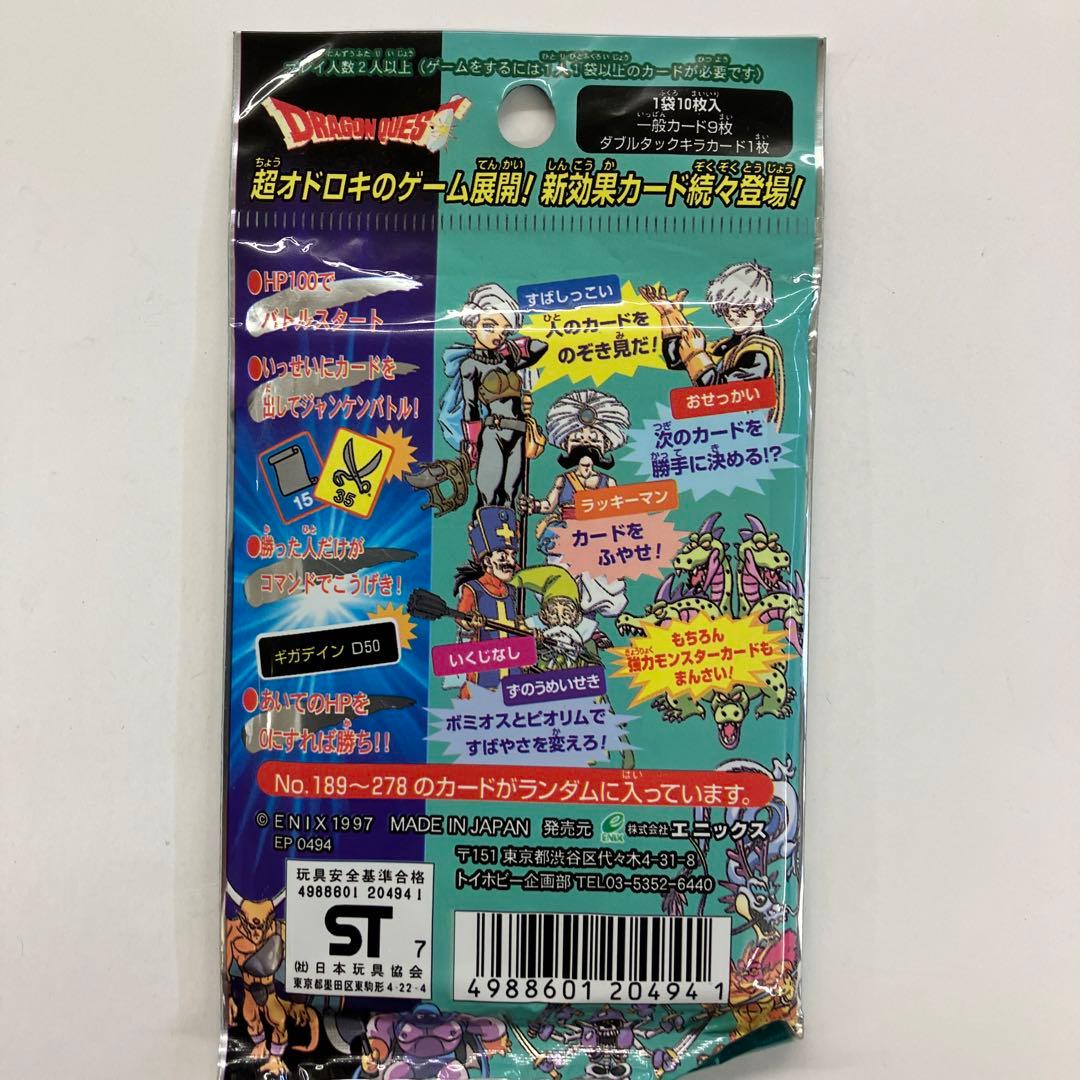 プレイ人数2人以上(ゲームをするには1人1袋以上のカードが必要です)
DRAGON QUEST
1袋10枚入
一般カード9枚
ダブルタックキラカード1枚
超オドロキのゲーム展開!新効果カード続々登場!
●HP100で
バトルスタート
●いっせいにカードを
出してジャンケンバトル!
15
35
●勝った人だけが
コマンドでこうげき!
ギガデイン D50
●あいてのHPを
0にすれば勝ち!!
すばしっこい
人のカードを
のぞき見だ!
おせっかい
次のカードを
勝手に決める!?
ラッキーマン
カードを
ふやせ!
いくじなし
ずのうめいせき
ボミオスとピオリムで
すばやさを変えろ!
もちろん
強力モンスターカードも
まんさい!
No.189〜278のカードがランダムに入っています。
©ENIX 1997 MADE IN JAPAN 発売元 ENIX 株式会社エニックス
EP 0494
〒151 東京都渋谷区代々木4-31-8
トイホビー企画部 TEL03-5352-6440
玩具安全基準合格
4988601 204941
ST 7
(社)日本玩具協会
東京都墨田区東駒形4-22-4
4988601 204941